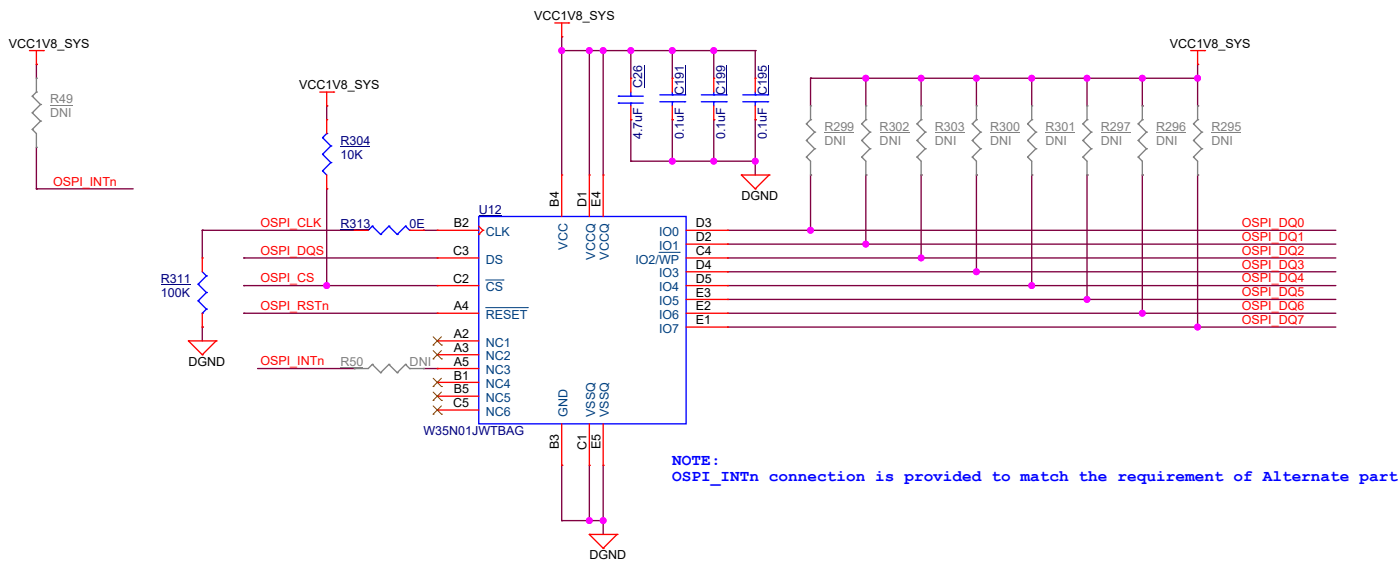 VCC1V8_SYS
R49
DNI
OSPI_INTn
VCC1V8_SYS
R304
10K
OSPI_CLK
R313
0E
OSPI_DQS
OSPI_CS
R311
100K
DGND
OSPI_RSTn
OSPI_INTn
R50
DNI
VCC1V8_SYS
C26
4.7uF
C191
0.1uF
C199
0.1uF
C195
0.1uF
DGND
U12
B4
D1
E4
VCC
VCCQ
VCCQ
B2
CLK
C3
DS
C2
CS
A4
RESET
A2
NC1
A3
NC2
A5
NC3
B1
NC4
B5
NC5
C5
NC6
W35N01JWTBAG
GND
VSSQ
VSSQ
B3
C1
E5
DGND
IO0
D3
IO1
D2
IO2/WP
C4
IO3
D4
IO4
D5
IO5
E3
IO6
E2
IO7
E1
VCC1V8_SYS
R299
DNI
R302
DNI
R303
DNI
R300
DNI
R301
DNI
R297
DNI
R296
DNI
R295
DNI
OSPI_DQ0
OSPI_DQ1
OSPI_DQ2
OSPI_DQ3
OSPI_DQ4
OSPI_DQ5
OSPI_DQ6
OSPI_DQ7
NOTE:
OSPI_INTn connection is provided to match the requirement of Alternate part